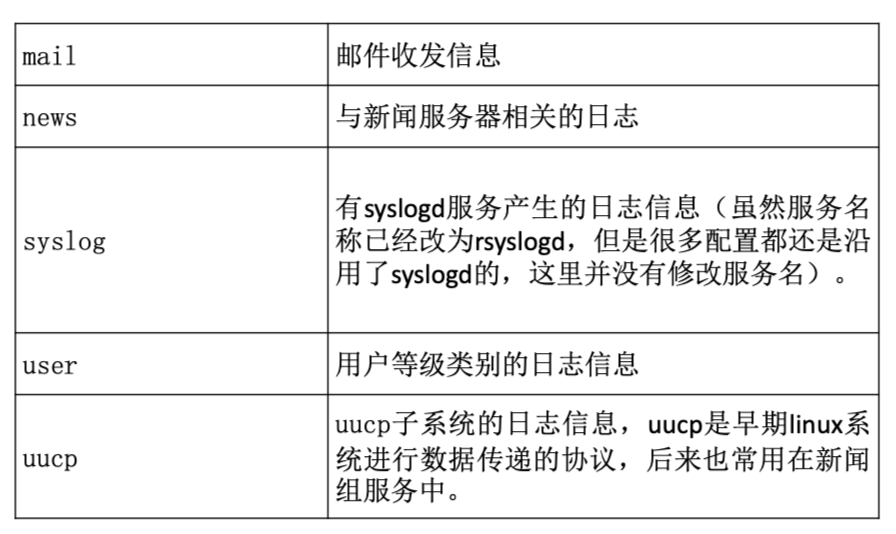 mail
邮件收发信息
news
与新闻服务器相关的日志
syslog
有syslogd服务产生的日志信息（虽然服务名
称已经改为rsyslogd，但是很多配置都还是沿
用了syslogd的，这里并没有修改服务名）。
user
用户等级类别的日志信息
uucp
uucp子系统的日志信息，uucp是早期linux系
统进行数据传递的协议，后来也常用在新闻
组服务中。